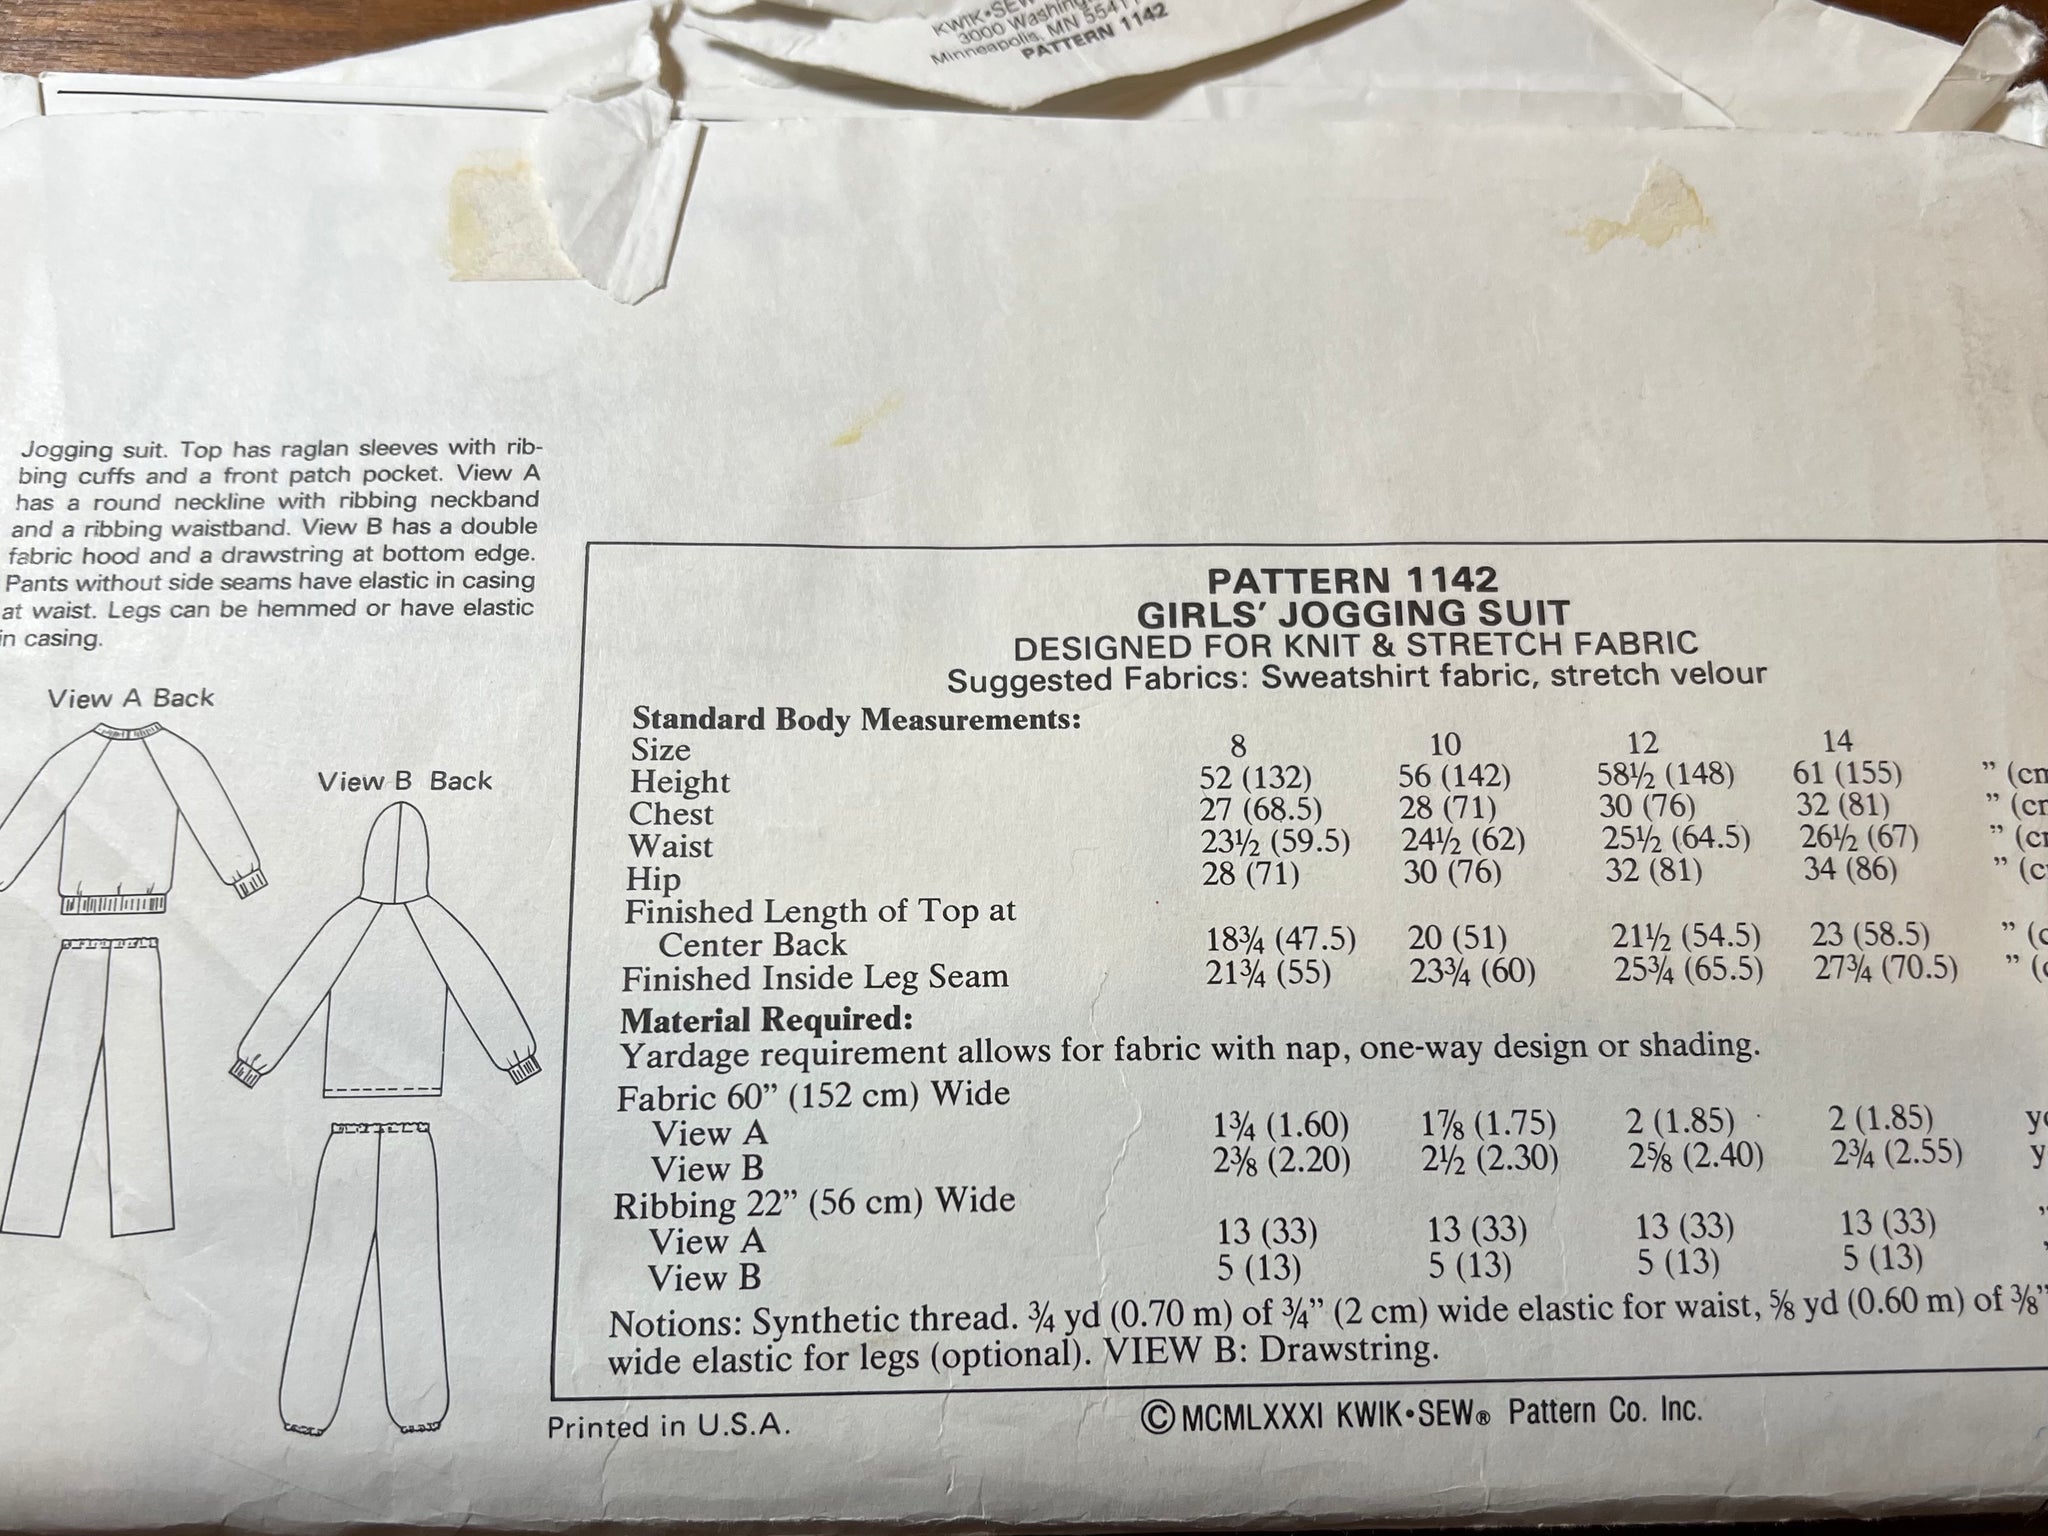 KWIK•SEW
3000 Washing
Minneapolis, MN 5541
PATTERN 1142
Jogging suit. Top has raglan sleeves with rib-
bing cuffs and a front patch pocket. View A
has a round neckline with ribbing neckband
and a ribbing waistband. View B has a double
fabric hood and a drawstring at bottom edge.
Pants without side seams have elastic in casing
at waist. Legs can be hemmed or have elastic
in casing.
View A Back
View B Back
PATTERN 1142
GIRLS' JOGGING SUIT
DESIGNED FOR KNIT & STRETCH FABRIC
Suggested Fabrics: Sweatshirt fabric, stretch velour
Standard Body Measurements:
Size 8 10 12 14
Height 52 (132) 56 (142) 58½ (148) 61 (155) " (cm
Chest 27 (68.5) 28 (71) 30 (76) 32 (81) " (cr
Waist 23½ (59.5) 24½ (62) 25½ (64.5) 26½ (67) " (cr
Hip 28 (71) 30 (76) 32 (81) 34 (86) " (c
Finished Length of Top at
Center Back 18¾ (47.5) 20 (51) 21½ (54.5) 23 (58.5) " (c
Finished Inside Leg Seam 21¾ (55) 23¾ (60) 25¾ (65.5) 27¾ (70.5) " (c
Material Required:
Yardage requirement allows for fabric with nap, one-way design or shading.
Fabric 60" (152 cm) Wide
View A 1¾ (1.60) 1⅞ (1.75) 2 (1.85) 2 (1.85) y
View B 2⅜ (2.20) 2½ (2.30) 2⅝ (2.40) 2¾ (2.55) y
Ribbing 22" (56 cm) Wide
View A 13 (33) 13 (33) 13 (33) 13 (33) "
View B 5 (13) 5 (13) 5 (13) 5 (13) "
Notions: Synthetic thread. ¾ yd (0.70 m) of ¾" (2 cm) wide elastic for waist, ⅝ yd (0.60 m) of ⅜"
wide elastic for legs (optional). VIEW B: Drawstring.
Printed in U.S.A.
© MCMLXXXI KWIK•SEW® Pattern Co. Inc.